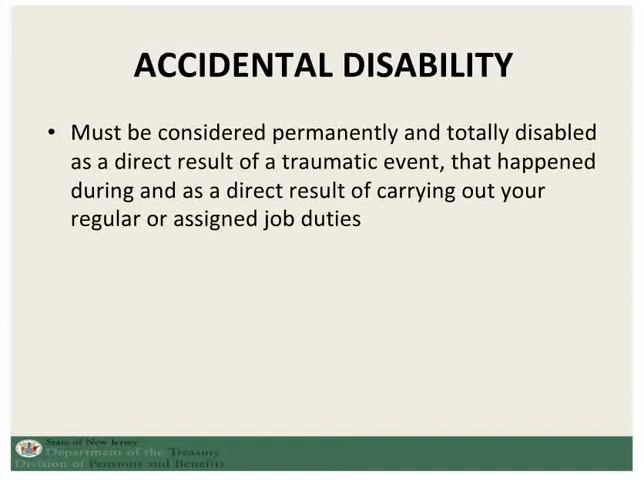 ACCIDENTAL DISABILITY
• Must be considered permanently and totally disabled
as a direct result of a traumatic event, that happened
during and as a direct result of carrying out your
regular or assigned job duties
State of New Jersey
Department of the Treasury
Division of Pensions and Benefits